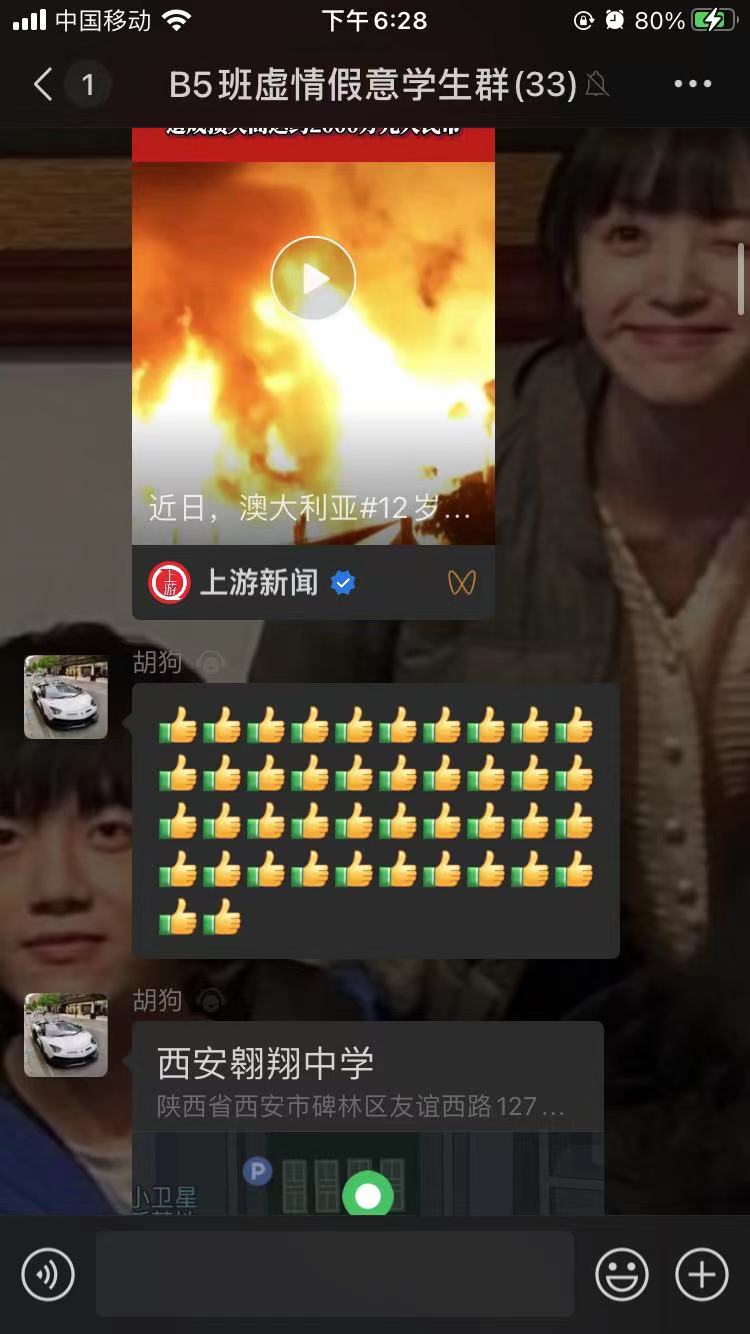 中国移动
下午6:28
80%
1
B5班虚情假意学生群(33)
近日，澳大利亚#12岁...
上游
上游新闻
胡狗
胡狗
西安翱翔中学
陕西省西安市碑林区友谊西路127...
P
小卫星